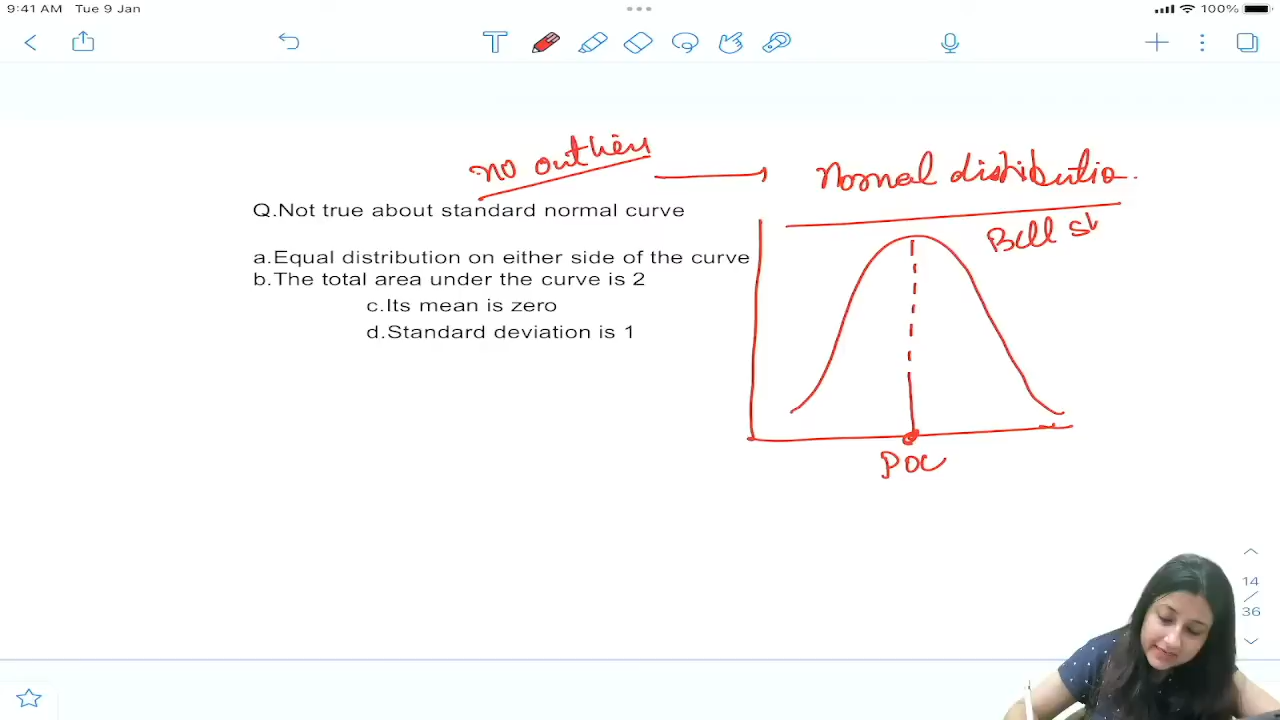 9:41 AM Tue 9 Jan
100%
no outliers
Normal distributio.
Q.Not true about standard normal curve
Bell sh
a.Equal distribution on either side of the curve
b.The total area under the curve is 2
c.Its mean is zero
d.Standard deviation is 1
POC
14
/
36